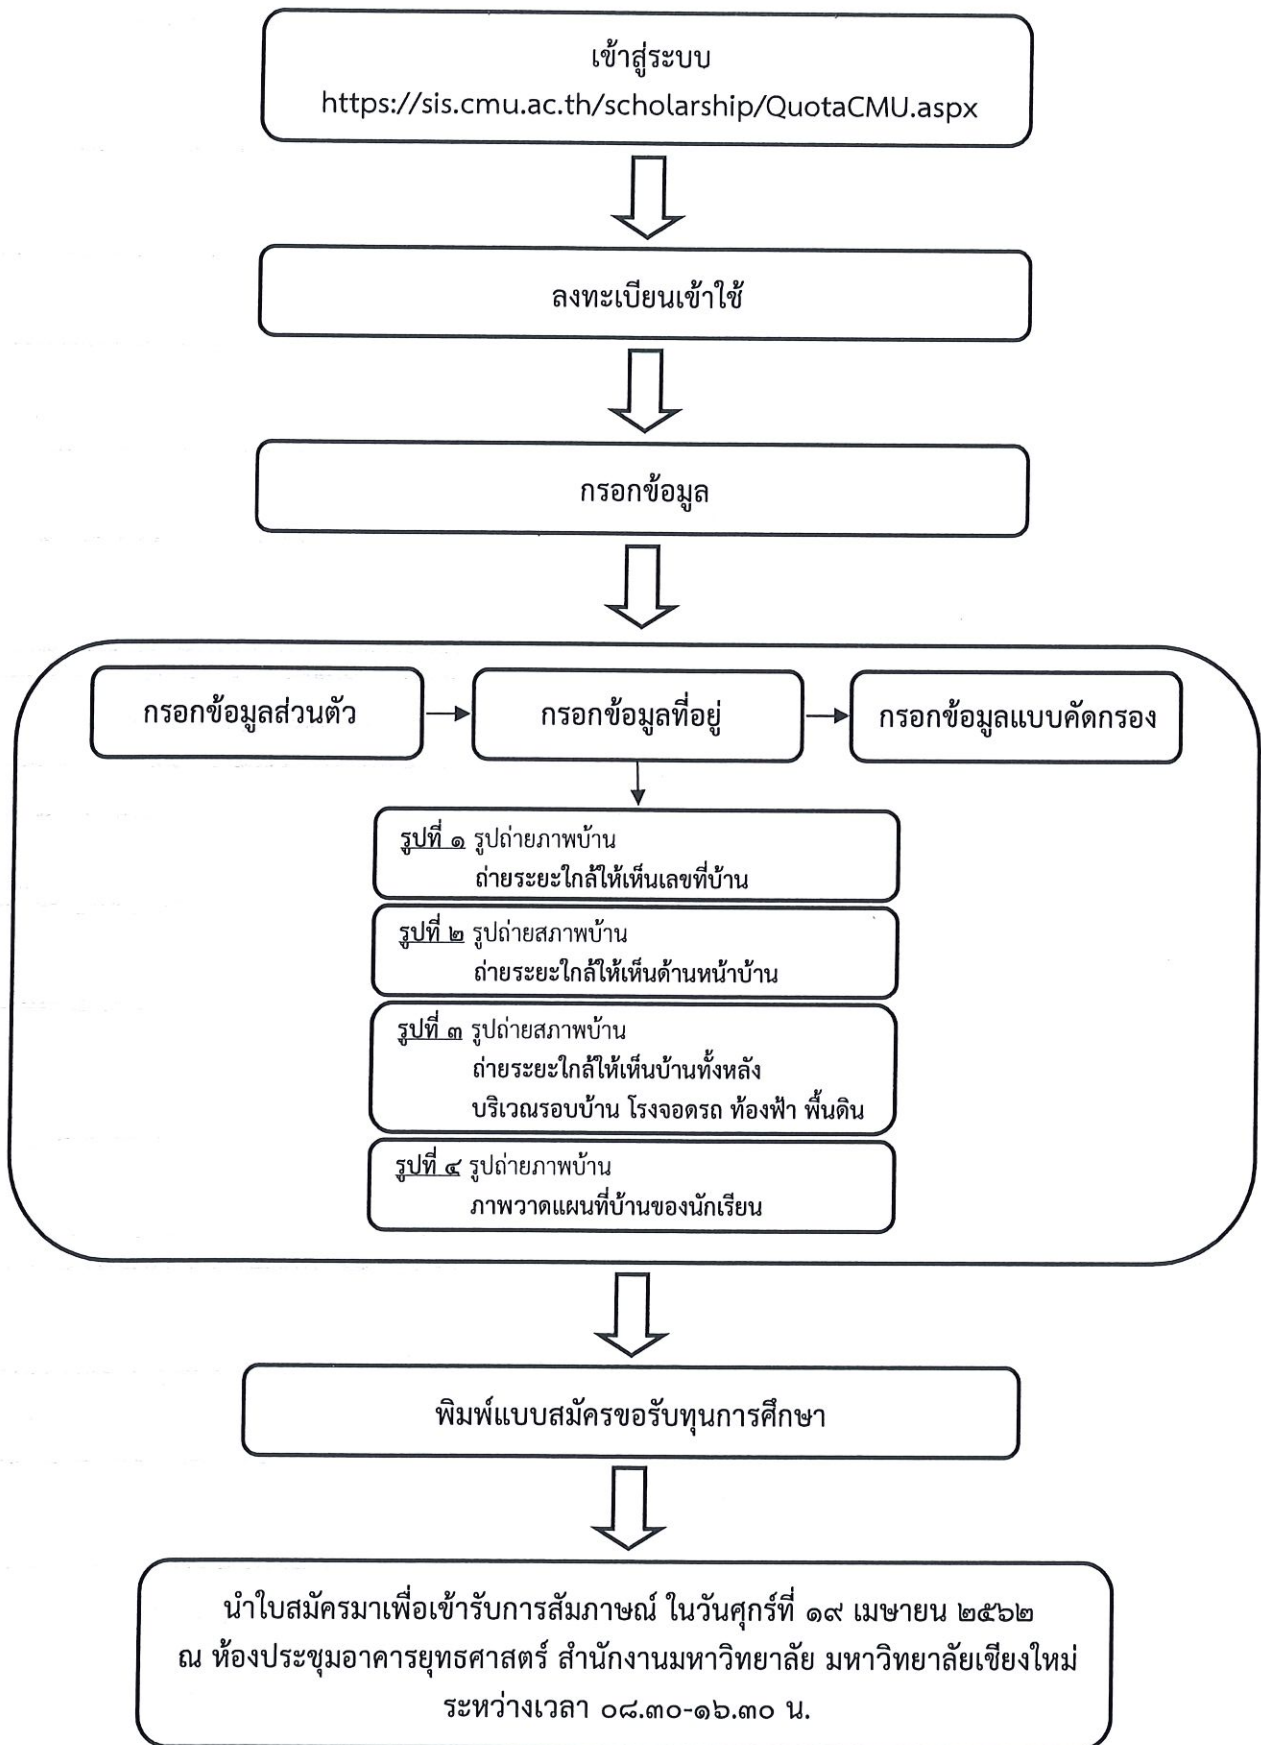 เข้าสู่ระบบ
https://sis.cmu.ac.th/scholarship/QuotaCMU.aspx
ลงทะเบียนเข้าใช้
กรอกข้อมูล
กรอกข้อมูลส่วนตัว
กรอกข้อมูลที่อยู่
กรอกข้อมูลแบบคัดกรอง
รูปที่ ๑ รูปถ่ายภาพบ้าน
ถ่ายระยะใกล้ให้เห็นเลขที่บ้าน
รูปที่ ๒ รูปถ่ายสภาพบ้าน
ถ่ายระยะใกล้ให้เห็นด้านหน้าบ้าน
รูปที่ ๓ รูปถ่ายสภาพบ้าน
ถ่ายระยะใกล้ให้เห็นบ้านทั้งหลัง
บริเวณรอบบ้าน โรงจอดรถ ท้องฟ้า พื้นดิน
รูปที่ ๔ รูปถ่ายภาพบ้าน
ภาพวาดแผนที่บ้านของนักเรียน
พิมพ์แบบสมัครขอรับทุนการศึกษา
นำใบสมัครมาเพื่อเข้ารับการสัมภาษณ์ ในวันศุกร์ที่ ๑๙ เมษายน ๒๕๖๒
ณ ห้องประชุมอาคารยุทธศาสตร์ สำนักงานมหาวิทยาลัย มหาวิทยาลัยเชียงใหม่
ระหว่างเวลา ๐๘.๓๐-๑๖.๓๐ น.